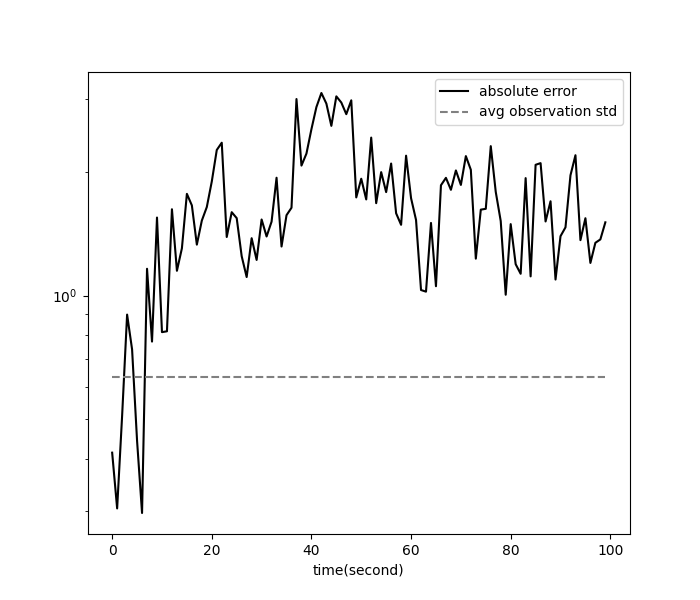 absolute error
avg observation std
10^0
0 20 40 60 80 100
time(second)